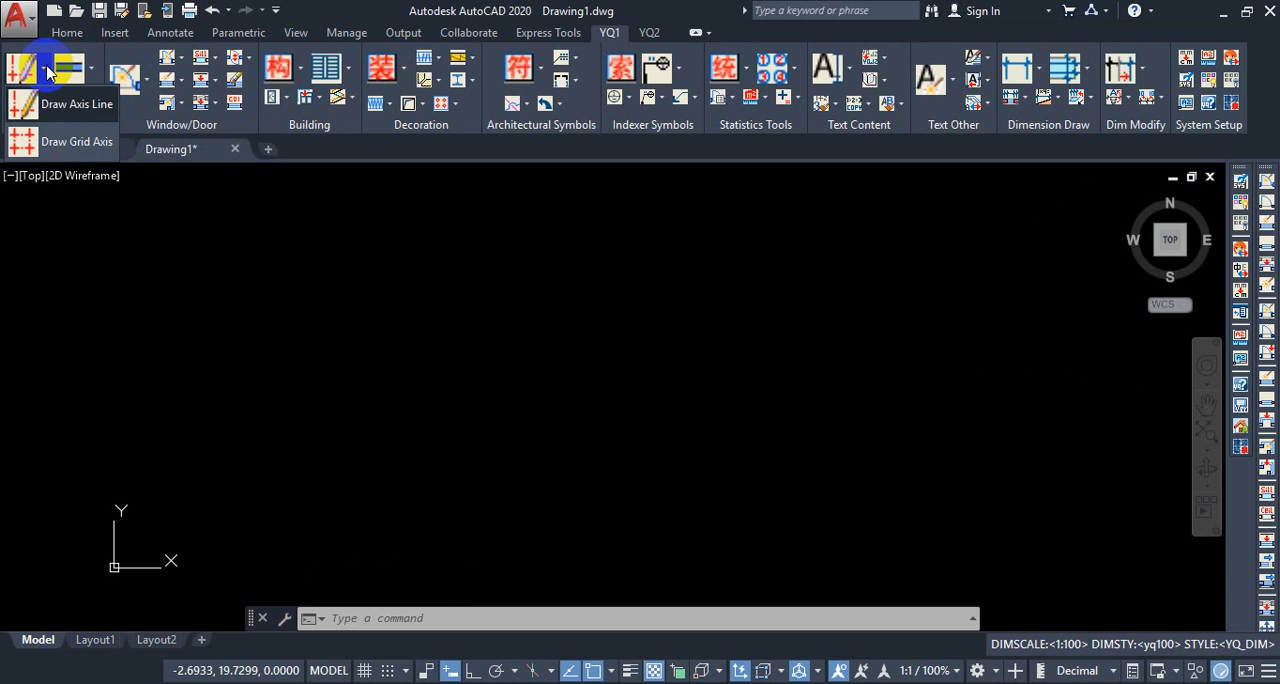 Autodesk AutoCAD 2020 Drawing1.dwg
Type a keyword or phrase
Sign In
Home Insert Annotate Parametric View Manage Output Collaborate Express Tools YQ1 YQ2
构 装 符 索 统 A A
Draw Axis Line
Draw Grid Axis
Window/Door Building Decoration Architectural Symbols Indexer Symbols Statistics Tools Text Content Text Other Dimension Draw Dim Modify System Setup
Drawing1*
[−][Top][2D Wireframe]
N
W TOP E
S
WCS
Y
X
Type a command
Model Layout1 Layout2
DIMSCALE:<1:100> DIMSTY:<yq100> STYLE:<YQ_DIM>
-2.6933, 19.7299, 0.0000 MODEL 1:1 / 100% Decimal